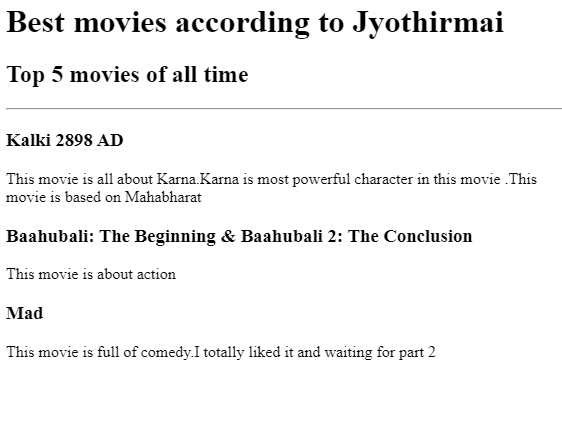 Best movies according to Jyothirmai
Top 5 movies of all time
Kalki 2898 AD
This movie is all about Karna.Karna is most powerful character in this movie .This
movie is based on Mahabharat
Baahubali: The Beginning & Baahubali 2: The Conclusion
This movie is about action
Mad
This movie is full of comedy.I totally liked it and waiting for part 2